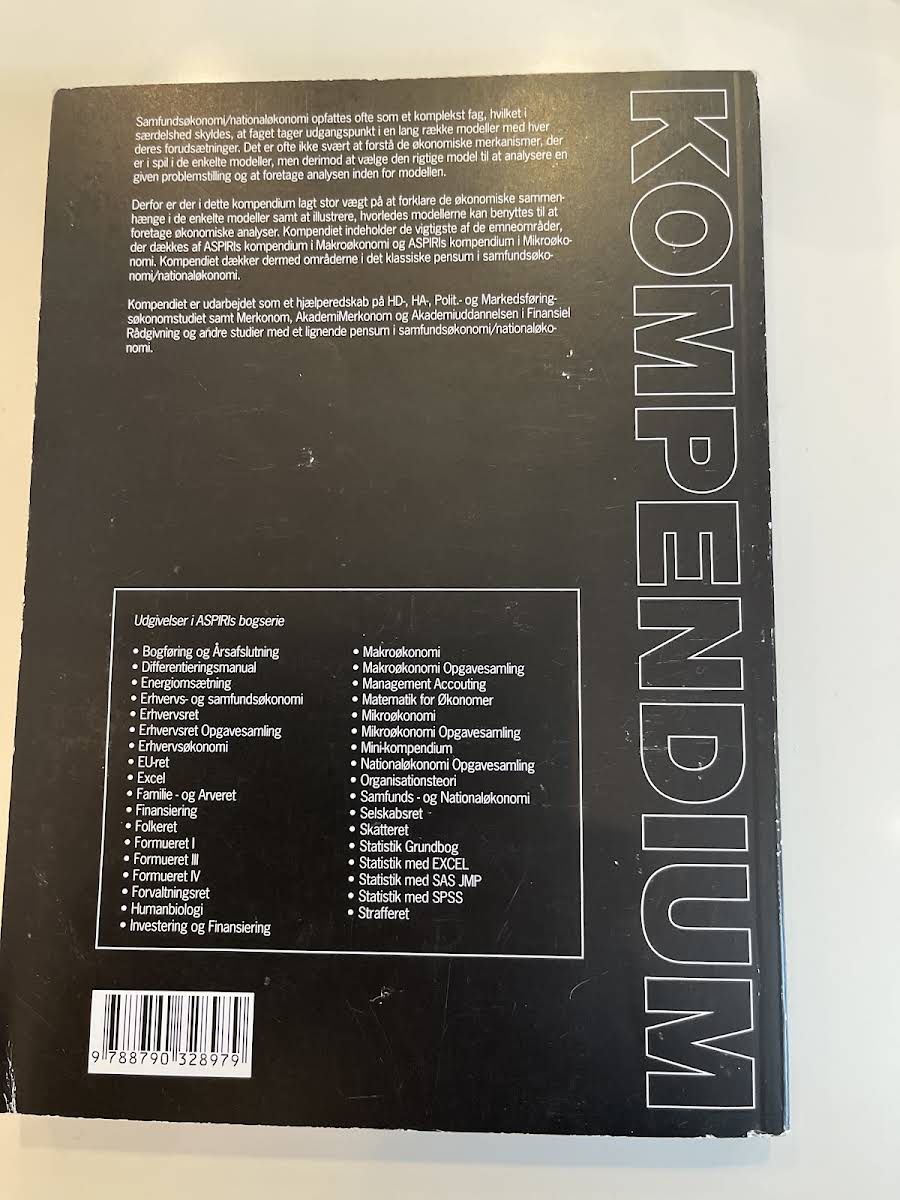 Samfundsøkonomi/nationaløkonomi opfattes ofte som et komplekst fag, hvilket i
særdelshed skyldes, at faget tager udgangspunkt i en lang række modeller med hver
deres forudsætninger. Det er ofte ikke svært at forstå de økonomiske merkanismer, der
er i spil i de enkelte modeller, men derimod at vælge den rigtige model til at analysere en
given problemstilling og at foretage analysen inden for modellen.
Derfor er der i dette kompendium lagt stor vægt på at forklare de økonomiske sammen-
hænge i de enkelte modeller samt at illustrere, hvorledes modellerne kan benyttes til at
foretage økonomiske analyser. Kompendiet indeholder de vigtigste af de emneområder,
der dækkes af ASPIRIs kompendium i Makroøkonomi og ASPIRIs kompendium i Mikroøko-
nomi. Kompendiet dækker dermed områderne i det klassiske pensum i samfundsøko-
nomi/nationaløkonomi.
Kompendiet er udarbejdet som et hjælperedskab på HD-, HA-, Polit.- og Markedsføring-
søkonomstudiet samt Merkonom, AkademiMerkonom og Akademiuddannelsen i Finansiel
Rådgivning og andre studier med et lignende pensum i samfundsøkonomi/nationaløko-
nomi.
KOMPENDIUM
Udgivelser i ASPIRIs bogserie
• Bogføring og Årsafslutning
• Differentieringsmanual
• Energiomsætning
• Erhvervs- og samfundsøkonomi
• Erhvervsret
• Erhvervsret Opgavesamling
• Erhvervsøkonomi
• EU-ret
• Excel
• Familie - og Arveret
• Finansiering
• Folkeret
• Formueret I
• Formueret III
• Formueret IV
• Forvaltningsret
• Humanbiologi
• Investering og Finansiering
• Makroøkonomi
• Makroøkonomi Opgavesamling
• Management Accouting
• Matematik for Økonomer
• Mikroøkonomi
• Mikroøkonomi Opgavesamling
• Mini-kompendium
• Nationaløkonomi Opgavesamling
• Organisationsteori
• Samfunds - og Nationaløkonomi
• Selskabsret
• Skatteret
• Statistik Grundbog
• Statistik med EXCEL
• Statistik med SAS JMP
• Statistik med SPSS
• Strafferet
9 788790 328979